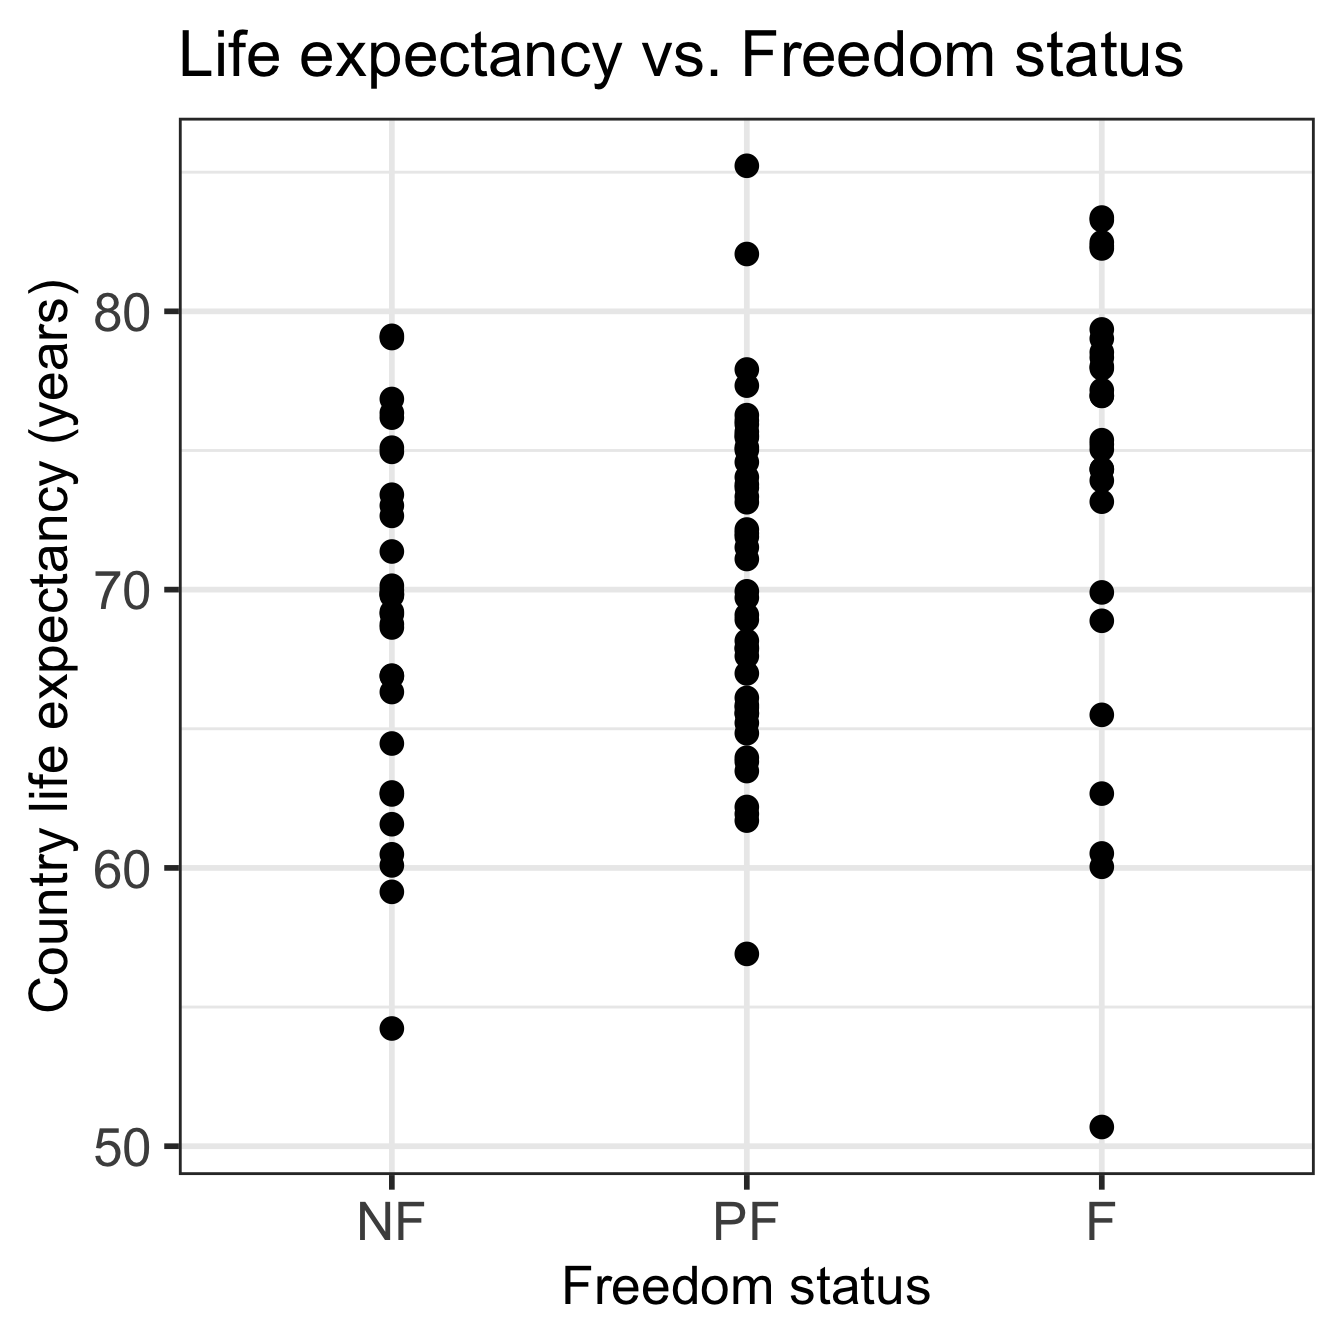 Life expectancy vs. Freedom status
Country life expectancy (years)
80
70
60
50
NF PF F
Freedom status